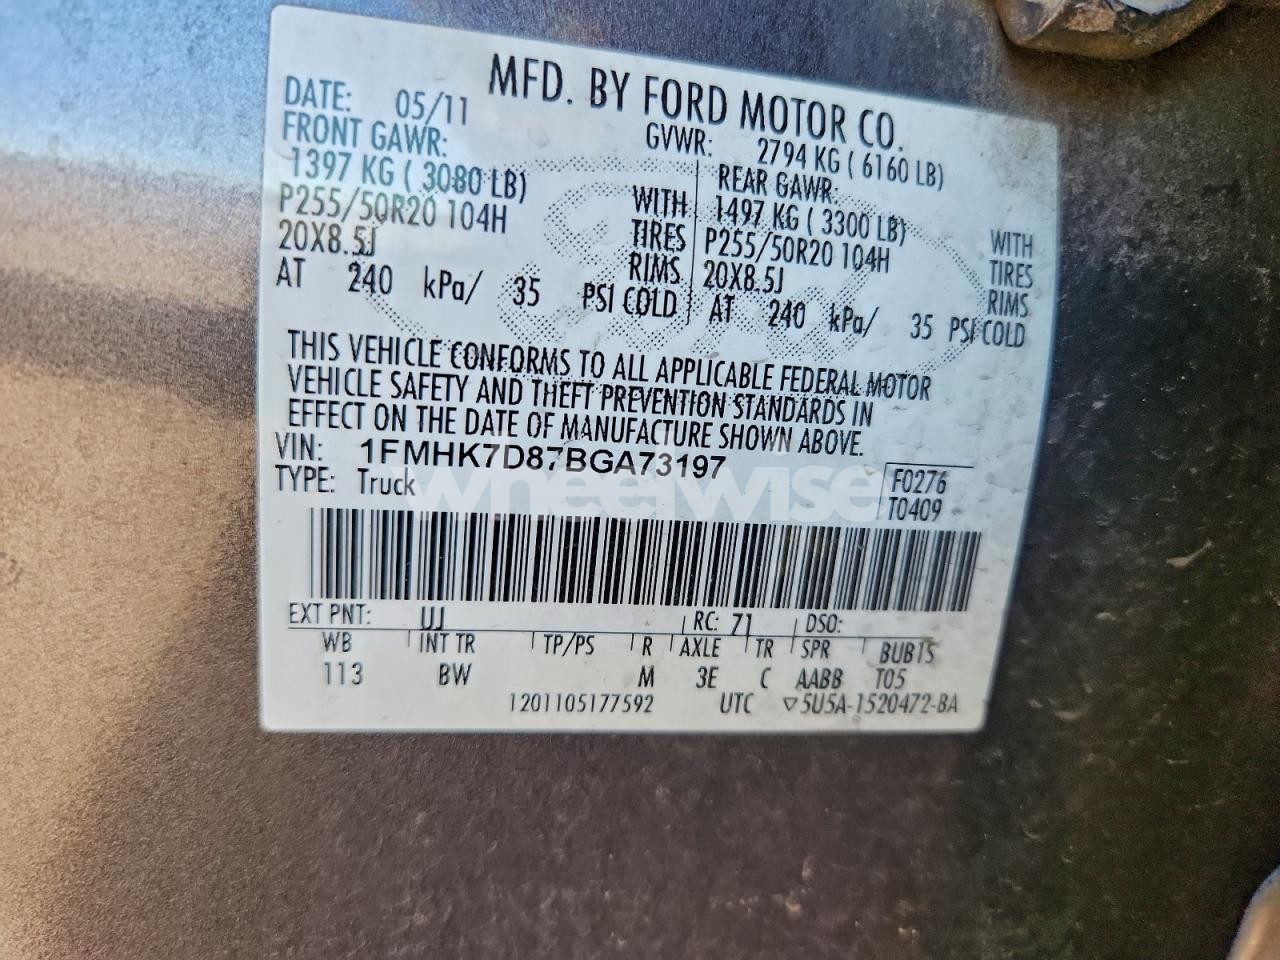 MFD. BY FORD MOTOR CO.
DATE: 05/11 GVWR: 2794 KG ( 6160 LB)
FRONT GAWR: REAR GAWR:
1397 KG ( 3080 LB) WITH 1497 KG ( 3300 LB) WITH
P255/50R20 104H TIRES P255/50R20 104H TIRES
20X8.5J RIMS 20X8.5J RIMS
AT 240 kPa/ 35 PSI COLD AT 240 kPa/ 35 PSI COLD
THIS VEHICLE CONFORMS TO ALL APPLICABLE FEDERAL MOTOR
VEHICLE SAFETY AND THEFT PREVENTION STANDARDS IN
EFFECT ON THE DATE OF MANUFACTURE SHOWN ABOVE.
VIN: 1FMHK7D87BGA73197
TYPE: Truck
F0276
T0409
wheelwise
EXT PNT: UJ RC: 71 DSO:
WB INT TR TP/PS R AXLE TR SPR BUBTS
113 BW M 3E C AABB T05
1201105177592 UTC ▽5U5A-1520472-BA